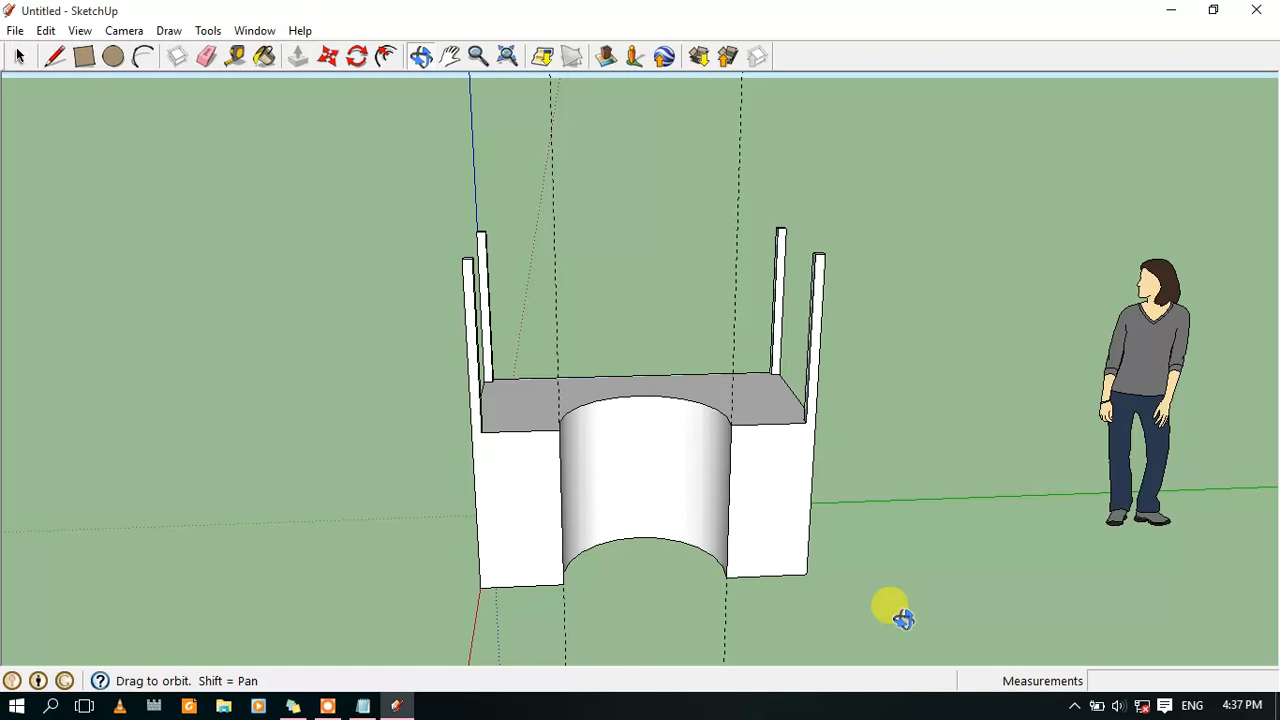 Untitled - SketchUp
File Edit View Camera Draw Tools Window Help
Drag to orbit. Shift = Pan
Measurements
ENG
4:37 PM